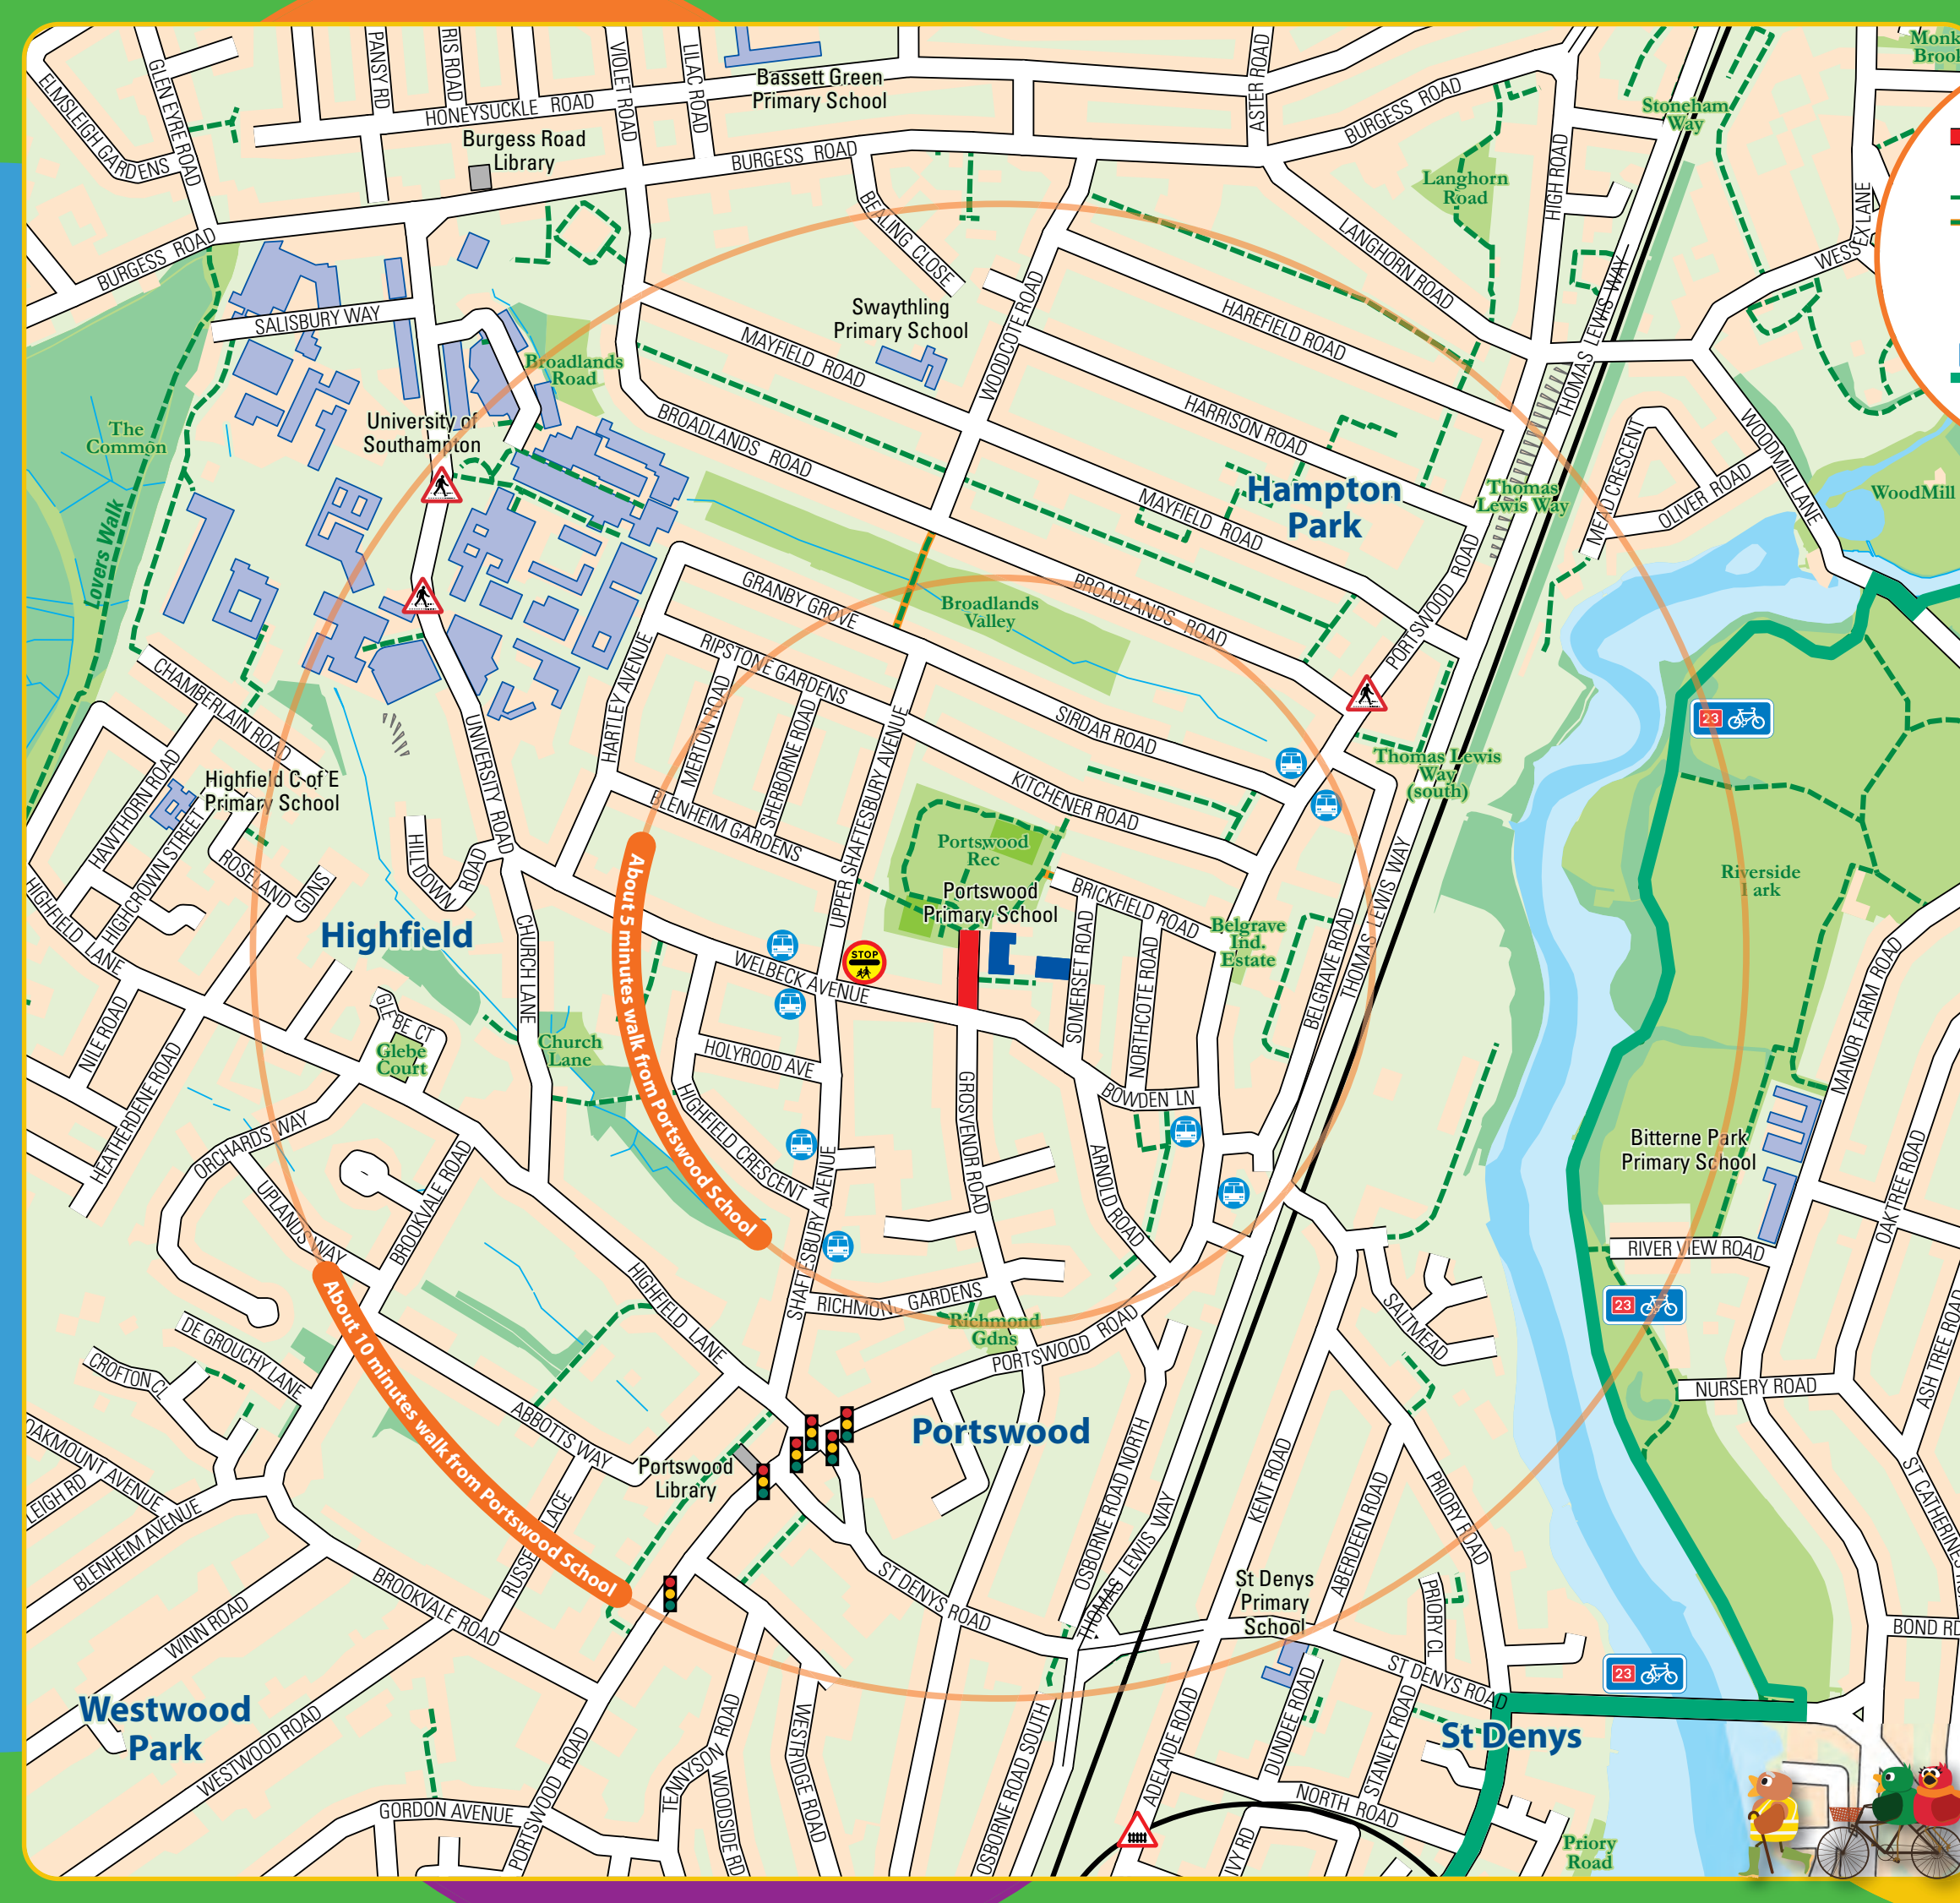 PANSY RD
RIS ROAD
VIOLET ROAD
LILAC ROAD
Bassett Green
Primary School
ASTER ROAD
Monk
Brool
GLEN EYRE ROAD
ELMSLEIGH GARDENS
HONEYSUCKLE ROAD
Burgess Road
Library
BURGESS ROAD
BURGESS ROAD
BURGESS ROAD
Stoneham
Way
Langhorn
Road
HIGH ROAD
WESSEX LANE
BEALING CLOSE
LANGHORN ROAD
THOMAS LEWIS WAY
SALISBURY WAY
Swaythling
Primary School
WOODCOTE ROAD
HAREFIELD ROAD
MAYFIELD ROAD
Broadlands
Road
HARRISON ROAD
The
Common
University of
Southampton
BROADLANDS ROAD
MEAD CRESCENT
OLIVER ROAD
WOODMILL LANE
WoodMill
Hampton
Park
Thomas
Lewis Way
MAYFIELD ROAD
Lovers Walk
GRANBY GROVE
Broadlands
Valley
BROADLANDS ROAD
PORTSWOOD ROAD
RIPSTONE GARDENS
HARTLEY AVENUE
MERTON ROAD
SHERBORNE ROAD
UPPER SHAFTESBURY AVENUE
SIRDAR ROAD
KITCHENER ROAD
CHAMBERLAIN ROAD
UNIVERSITY ROAD
HAWTHORN ROAD
Highfield C of E
Primary School
HIGHCROWN STREET
ROSELAND GDNS
HILLDOWN ROAD
BLENHEIM GARDENS
Thomas Lewis
Way
(south)
23
Portswood
Rec
Portswood
Primary School
BRICKFIELD ROAD
Belgrave
Ind.
Estate
Riverside
HIGHFIELD LANE
Highfield
CHURCH LANE
WELBECK AVENUE
STOP
SOMERSET ROAD
NORTHCOTE ROAD
BELGRAVE ROAD
THOMAS LEWIS WAY
MANOR FARM ROAD
About 5 minutes walk from Portswood School
NILE ROAD
HEATHERDENE ROAD
GLEBE CT
Glebe
Court
Church
Lane
HOLYROOD AVE
HIGHFIELD CRESCENT
GROSVENOR ROAD
BOWDEN LN
ARNOLD ROAD
Bitterne Park
Primary School
OAKTREE ROAD
ORCHARDS WAY
UPLANDS WAY
BROOKVALE ROAD
SHAFTESBURY AVENUE
RIVER VIEW ROAD
23
SALTMEAD
HIGHFIELD LANE
RICHMOND GARDENS
Richmond
Gdns
PORTSWOOD ROAD
DE GROUCHY LANE
CROFTON CL
NURSERY ROAD
ASH TREE ROAD
About 10 minutes walk from Portswood School
ABBOTTS WAY
Portswood
OAKMOUNT AVENUE
LEIGH RD
BLENHEIM AVENUE
Portswood
Library
OSBORNE ROAD NORTH
THOMAS LEWIS WAY
KENT ROAD
ABERDEEN ROAD
PRIORY ROAD
WINN ROAD
BROOKVALE ROAD
ST DENYS ROAD
St Denys
Primary
School
PRIORY CL
BOND RD
ST DENYS ROAD
23
Westwood
Park
WESTWOOD ROAD
TENNYSON ROAD
WOODSIDE RD
WESTRIDGE ROAD
OSBORNE ROAD SOUTH
ADELAIDE ROAD
DUNDEE ROAD
STANLEY ROAD
St Denys
GORDON AVENUE
PORTSWOOD ROAD
NORTH ROAD
IVY RD
Priory
Road